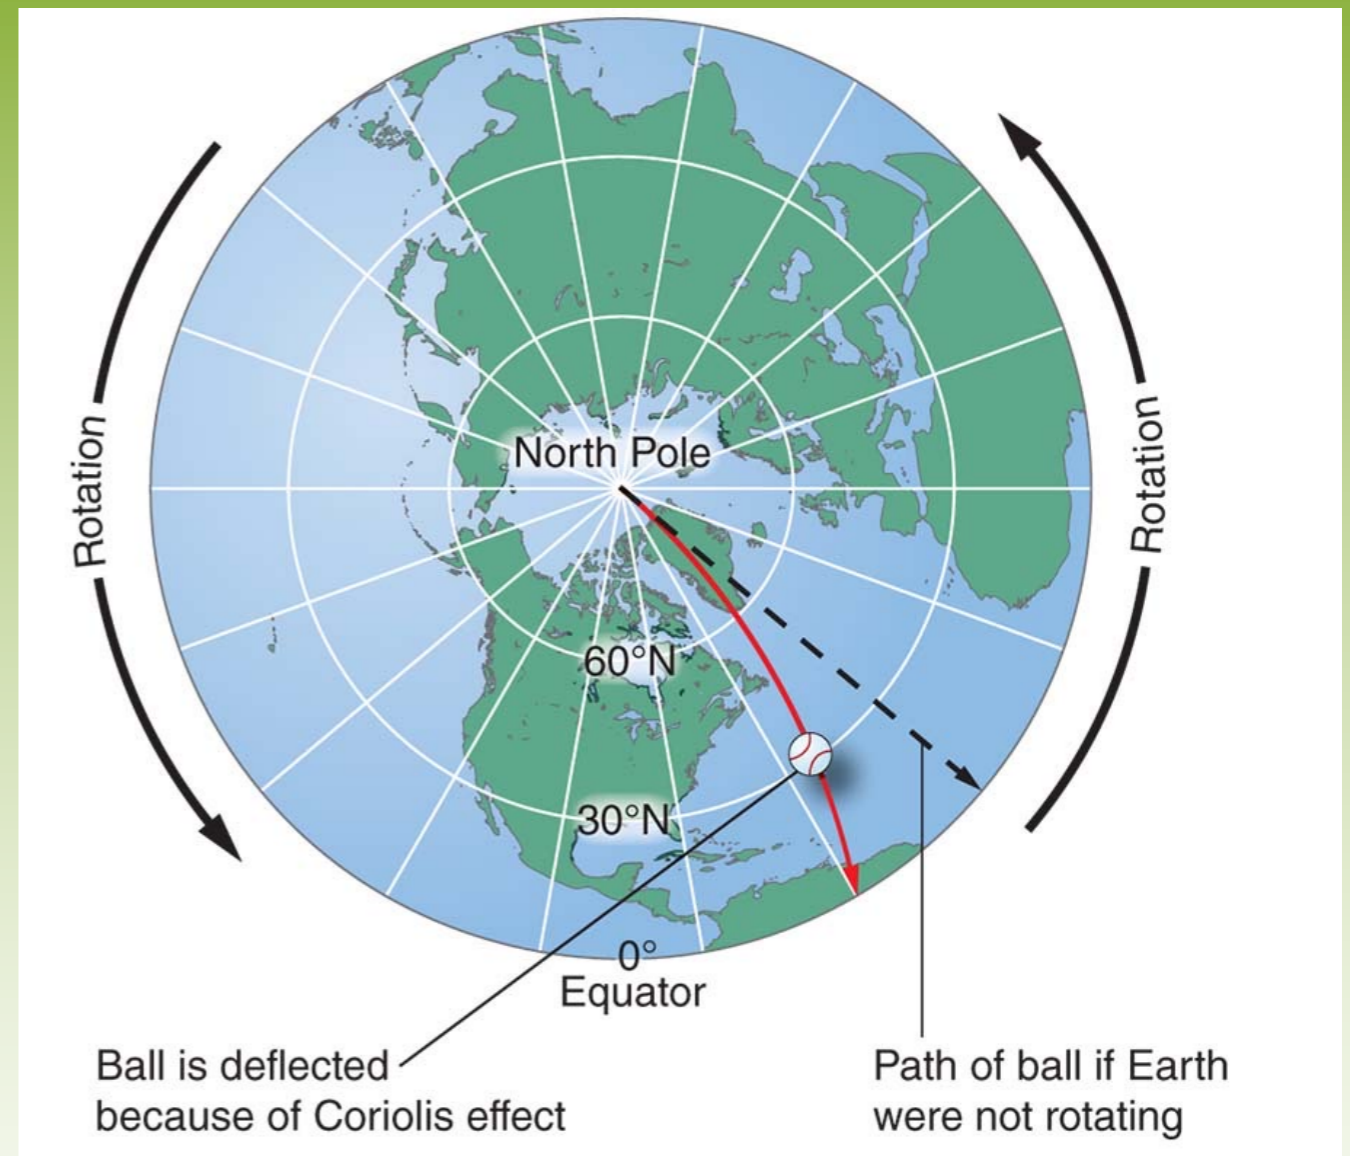 Rotation
Rotation
North Pole
60°N
30°N
0°
Equator
Ball is deflected
because of Coriolis effect
Path of ball if Earth
were not rotating